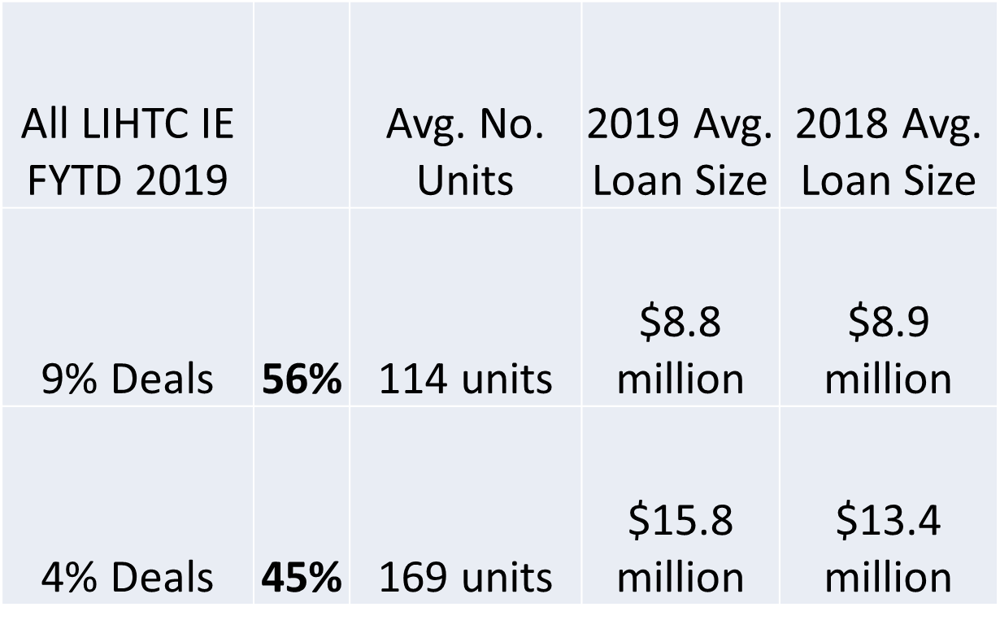 All LIHTC IE
FYTD 2019
Avg. No.
Units
2019 Avg.
Loan Size
2018 Avg.
Loan Size
9% Deals
56%
114 units
$8.8
million
$8.9
million
4% Deals
45%
169 units
$15.8
million
$13.4
million